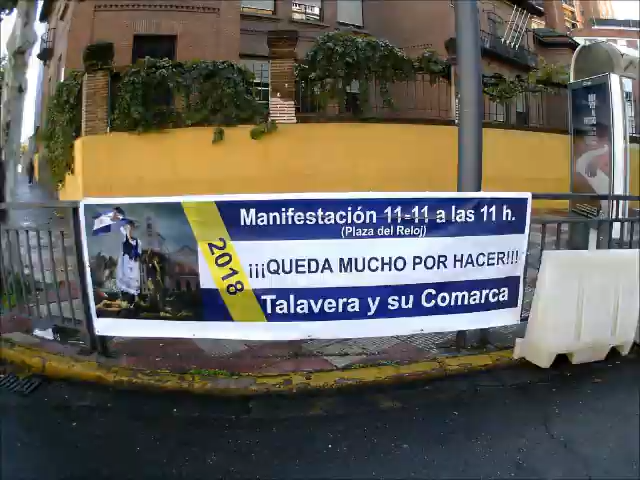 Manifestación 11-11 a las 11 h.
(Plaza del Reloj)
2018
¡¡¡QUEDA MUCHO POR HACER!!!
Talavera y su Comarca